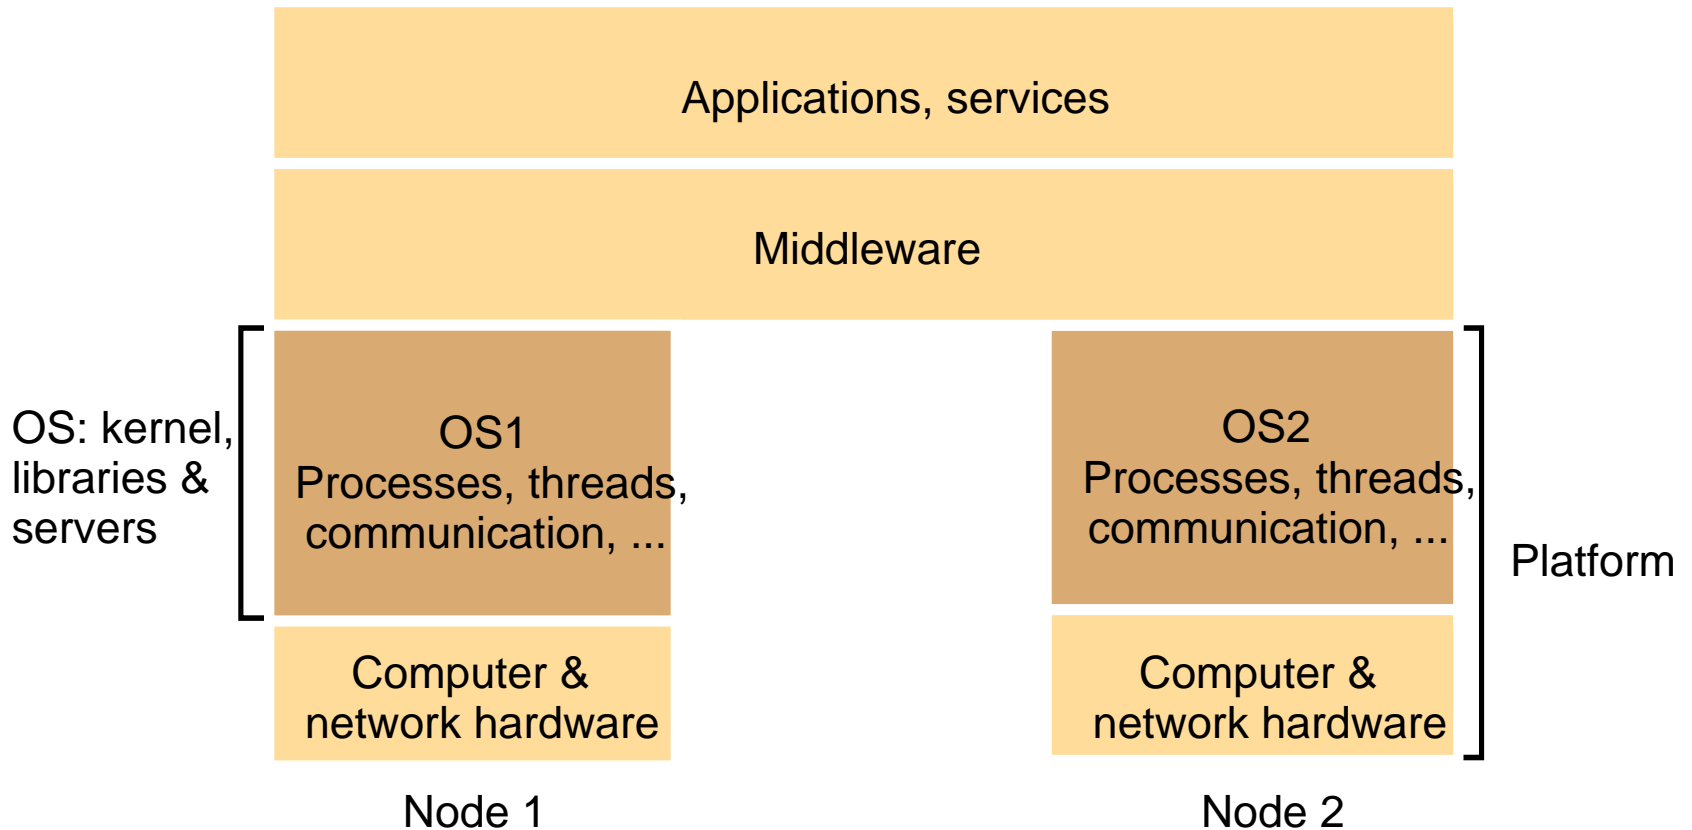 Applications, services
Middleware
OS: kernel,
libraries &
servers
OS1
Processes, threads,
communication, ...
OS2
Processes, threads,
communication, ...
Platform
Computer &
network hardware
Computer &
network hardware
Node 1
Node 2